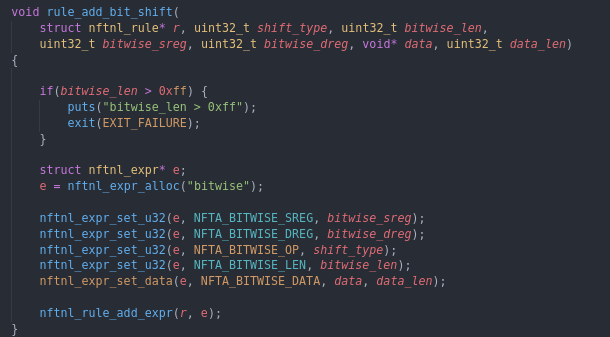 void rule_add_bit_shift(
    struct nftnl_rule* r, uint32_t shift_type, uint32_t bitwise_len,
    uint32_t bitwise_sreg, uint32_t bitwise_dreg, void* data, uint32_t data_len)
{
    if(bitwise_len > 0xff) {
        puts("bitwise_len > 0xff");
        exit(EXIT_FAILURE);
    }
    struct nftnl_expr* e;
    e = nftnl_expr_alloc("bitwise");
    nftnl_expr_set_u32(e, NFTA_BITWISE_SREG, bitwise_sreg);
    nftnl_expr_set_u32(e, NFTA_BITWISE_DREG, bitwise_dreg);
    nftnl_expr_set_u32(e, NFTA_BITWISE_OP, shift_type);
    nftnl_expr_set_u32(e, NFTA_BITWISE_LEN, bitwise_len);
    nftnl_expr_set_data(e, NFTA_BITWISE_DATA, data, data_len);
    nftnl_rule_add_expr(r, e);
}